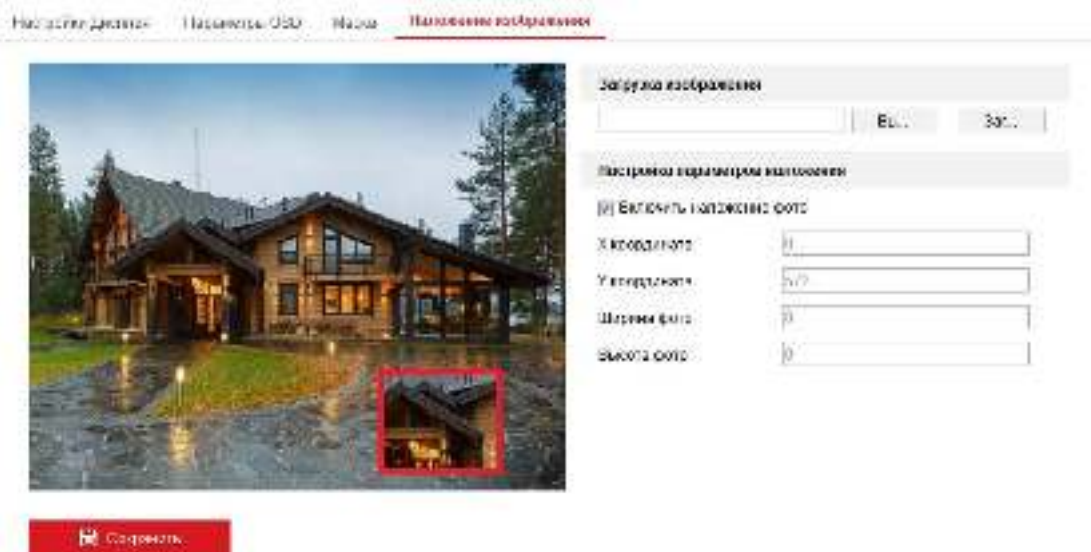 Настройки дисплея Параметры OSD Маска Наложение изображения
Загрузка изображения
Вы... Заг...
Настройка параметров наложения
Включить наложение фото
X координата 0
Y координата 572
Ширина фото 0
Высота фото 0
Сохранить